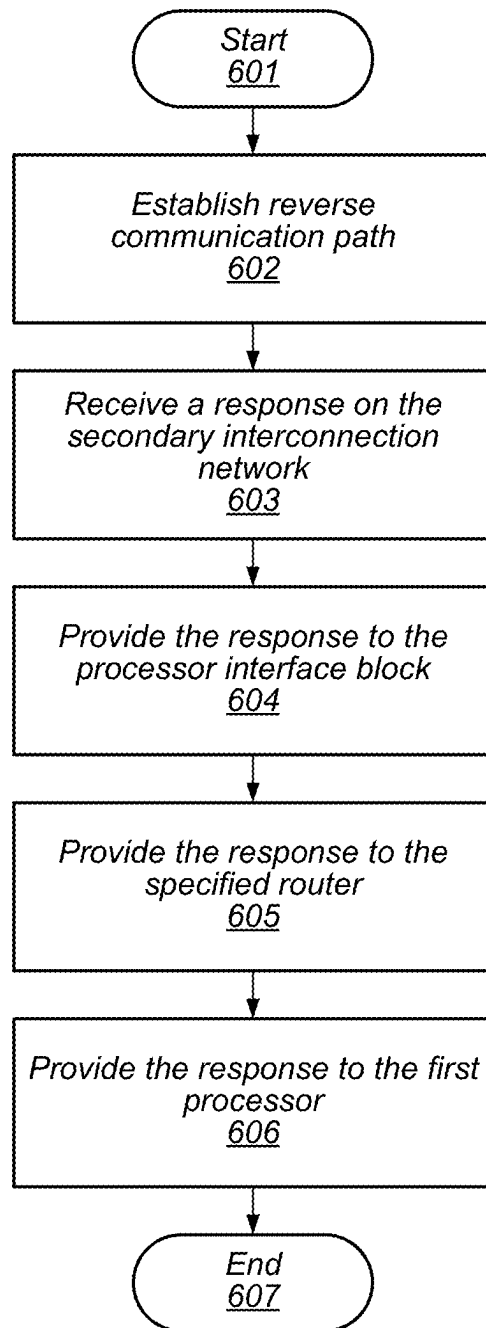 Start
601
Establish reverse
communication path
602
Receive a response on the
secondary interconnection
network
603
Provide the response to the
processor interface block
604
Provide the response to the
specified router
605
Provide the response to the first
processor
606
End
607